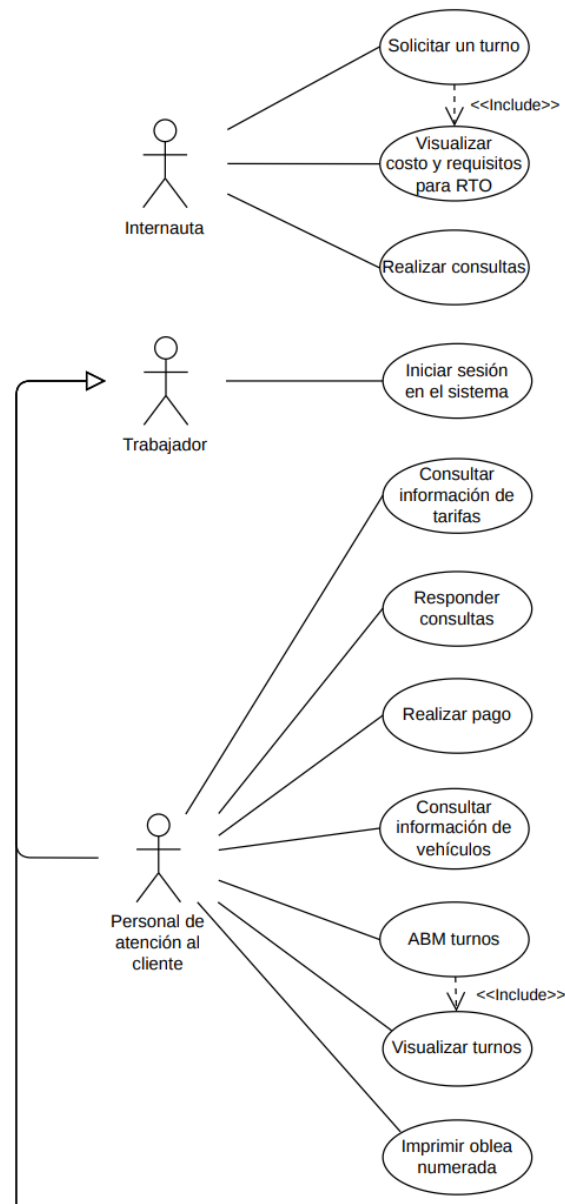 Solicitar un turno
<<Include>>
Visualizar
costo y requisitos
para RTO
Internauta
Realizar consultas
Trabajador
Iniciar sesión
en el sistema
Consultar
información de
tarifas
Responder
consultas
Realizar pago
Consultar
información de
vehículos
Personal de
atención al
cliente
ABM turnos
<<Include>>
Visualizar turnos
Imprimir oblea
numerada